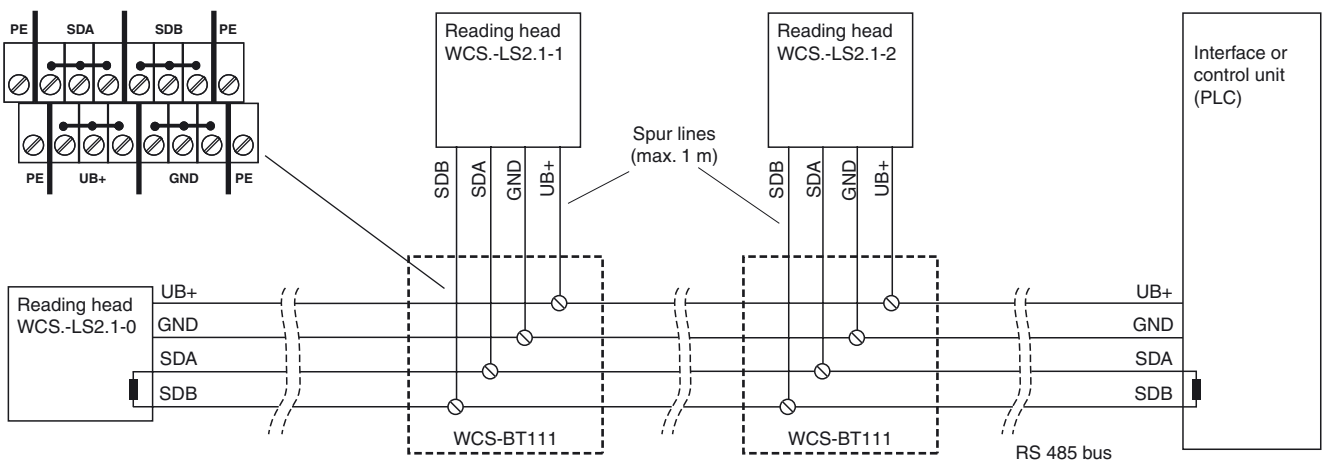 PE SDA SDB PE
PE UB+ GND PE
Reading head
WCS.-LS2.1-1
SDB
SDA
GND
UB+
Spur lines
(max. 1 m)
Reading head
WCS.-LS2.1-2
SDB
SDA
GND
UB+
Interface or
control unit
(PLC)
Reading head
WCS.-LS2.1-0
UB+
GND
SDA
SDB
WCS-BT111
WCS-BT111
UB+
GND
SDA
SDB
RS 485 bus